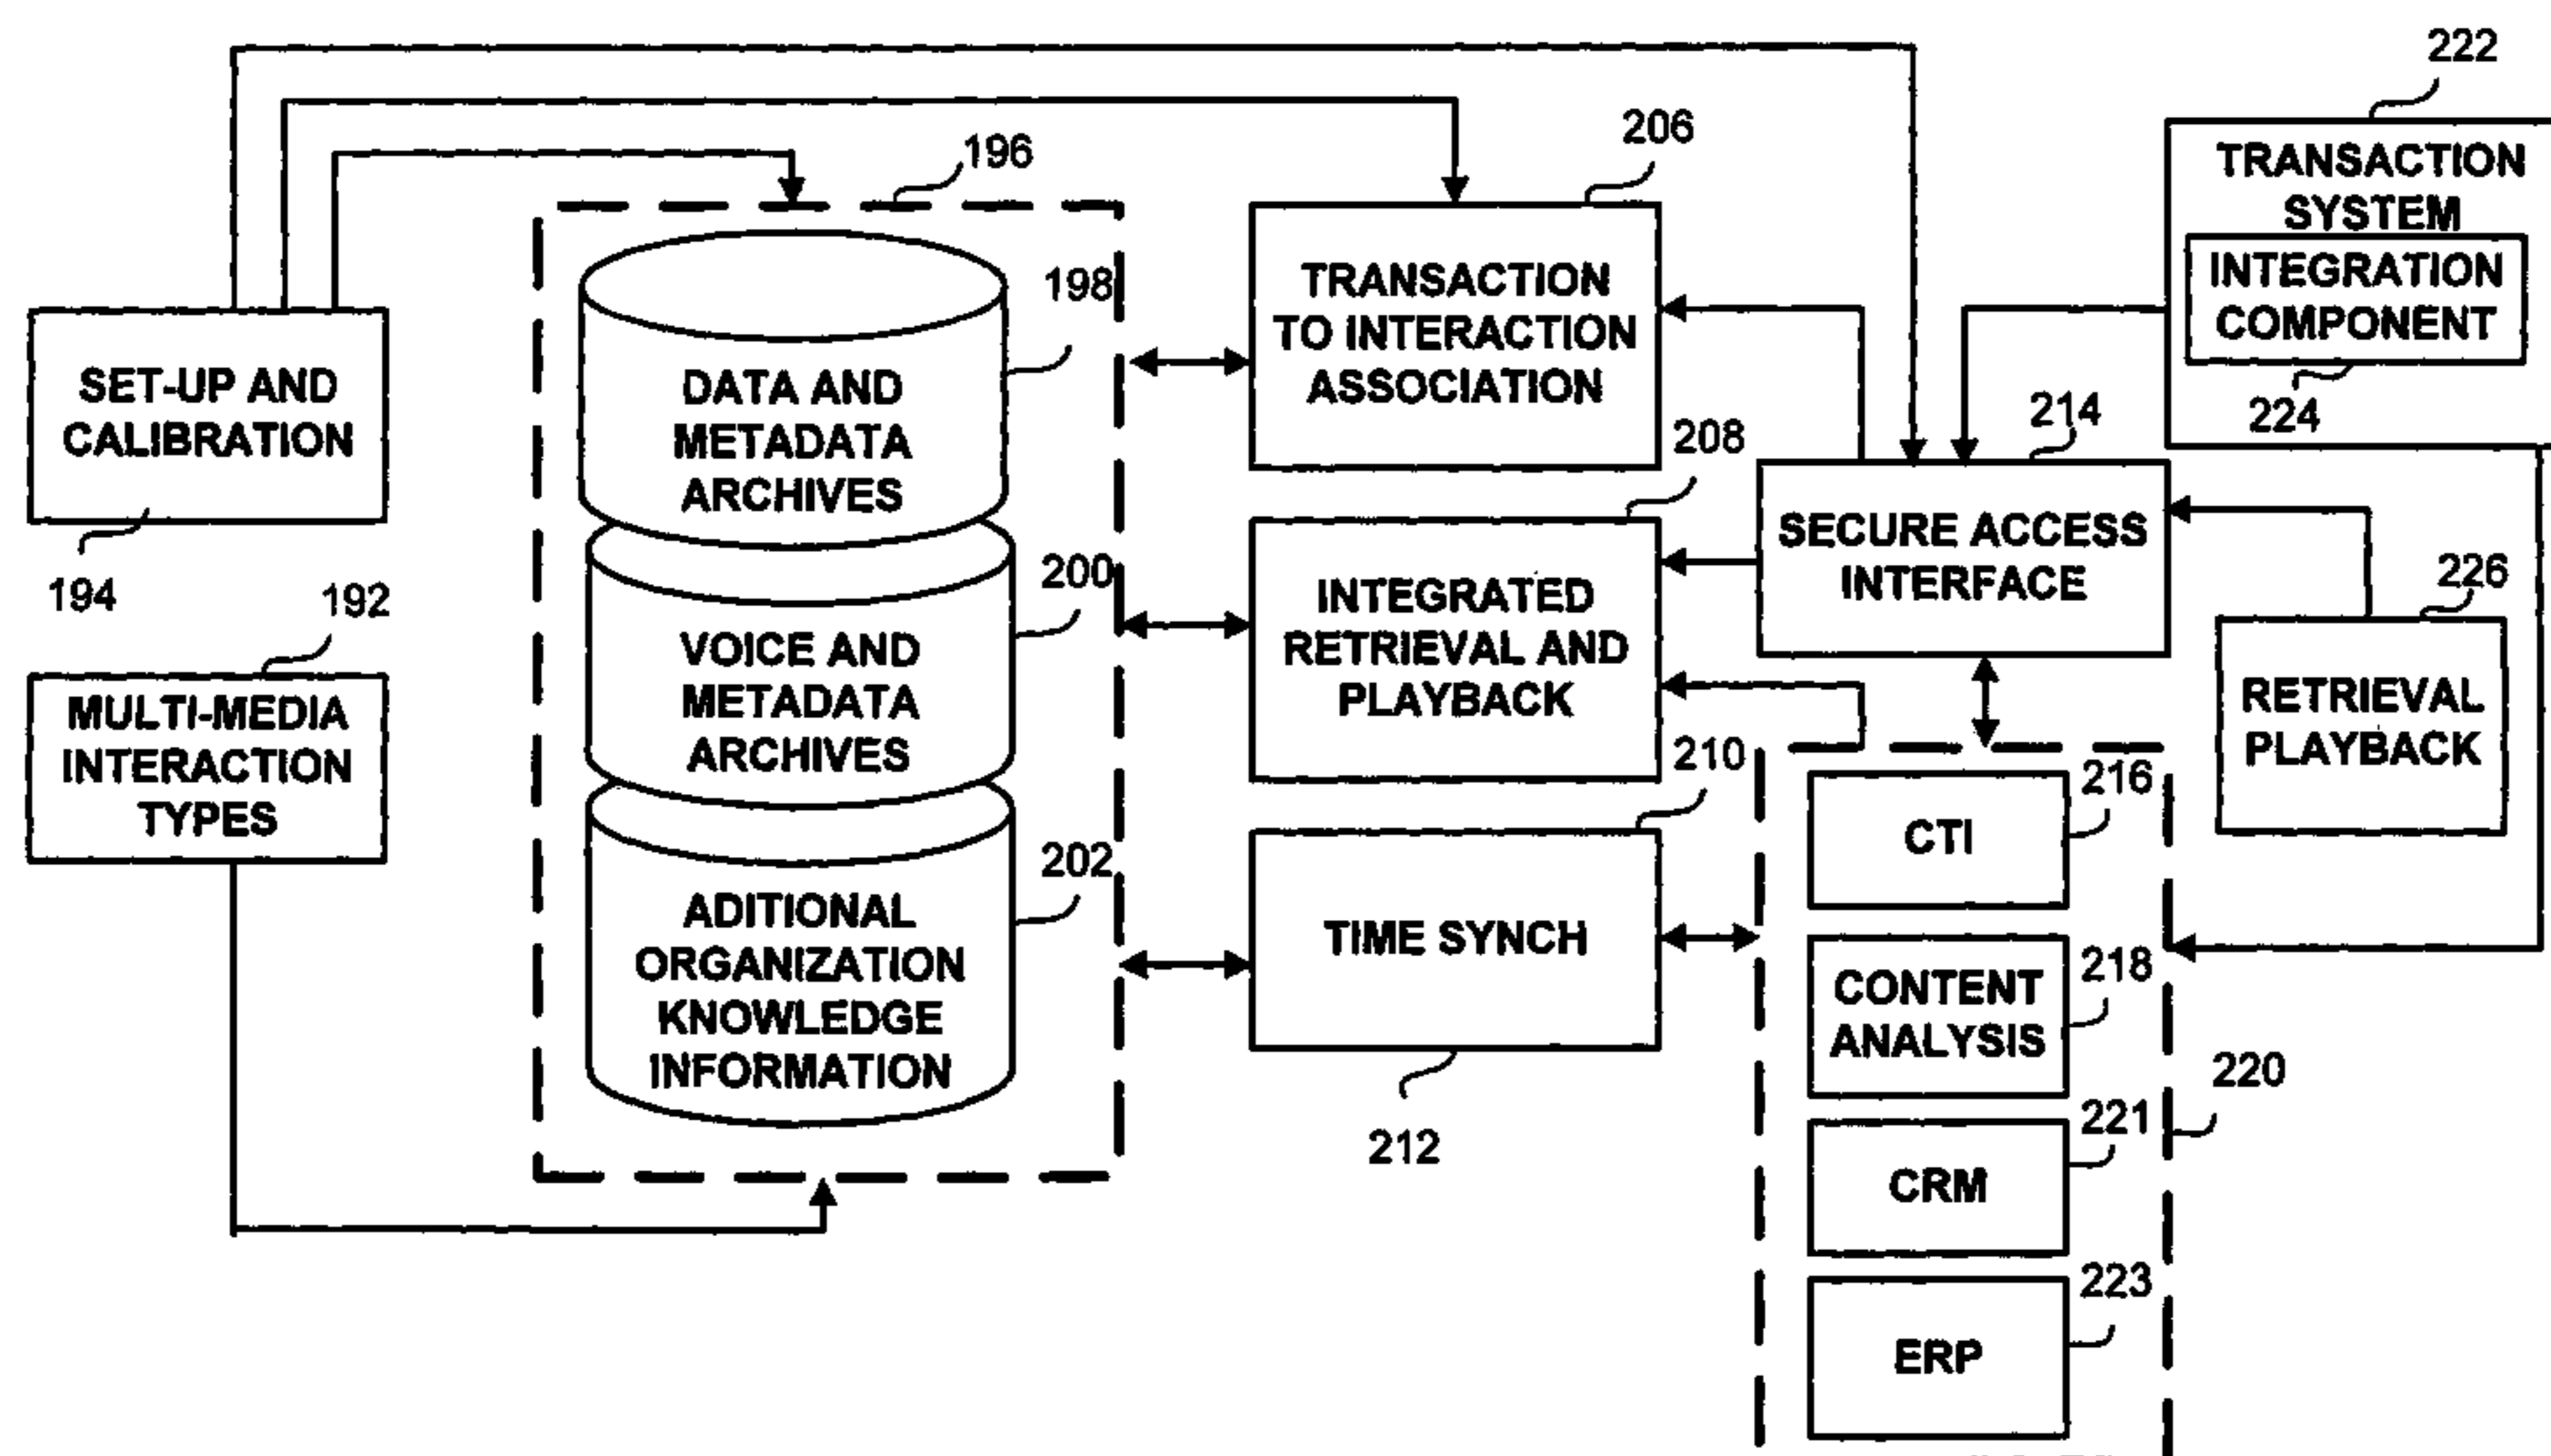 222
206
196
TRANSACTION
SYSTEM
INTEGRATION
COMPONENT
224
198
TRANSACTION
TO INTERACTION
ASSOCIATION
SET-UP AND
CALIBRATION
194
DATA AND
METADATA
ARCHIVES
208
214
SECURE ACCESS
INTERFACE
200
INTEGRATED
RETRIEVAL AND
PLAYBACK
226
RETRIEVAL
PLAYBACK
192
MULTI-MEDIA
INTERACTION
TYPES
VOICE AND
METADATA
ARCHIVES
210
216
CTI
202
ADITIONAL
ORGANIZATION
KNOWLEDGE
INFORMATION
TIME SYNCH
212
218
CONTENT
ANALYSIS
220
221
CRM
223
ERP